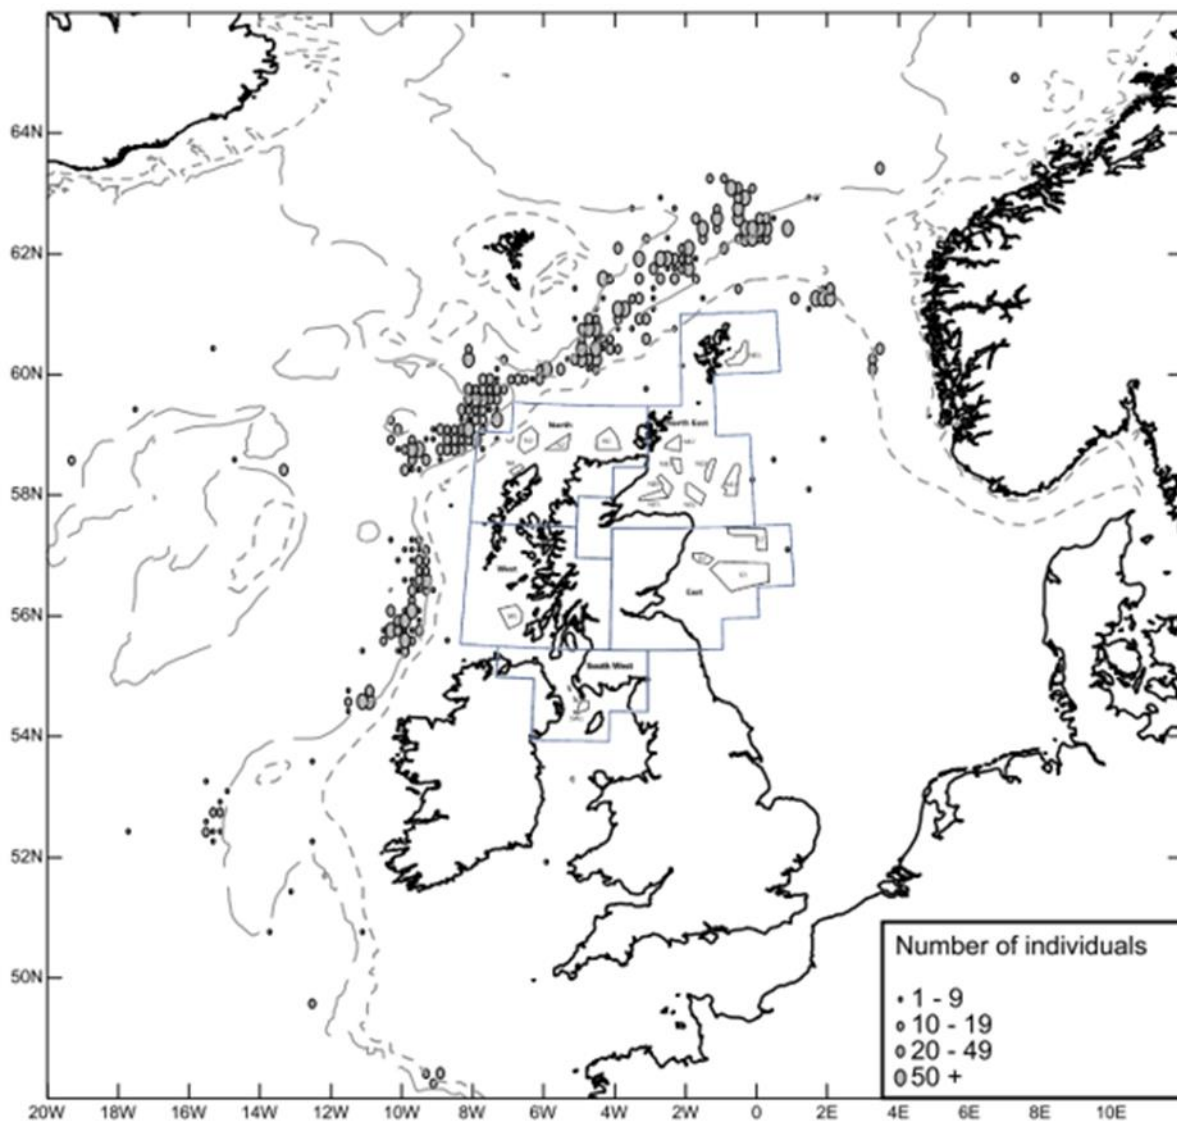 64N
62N
60N
58N
56N
54N
52N
50N
North
North East
West
East
South West
Number of individuals
1 - 9
10 - 19
20 - 49
50 +
20W 18W 16W 14W 12W 10W 8W 6W 4W 2W 0 2E 4E 6E 8E 10E